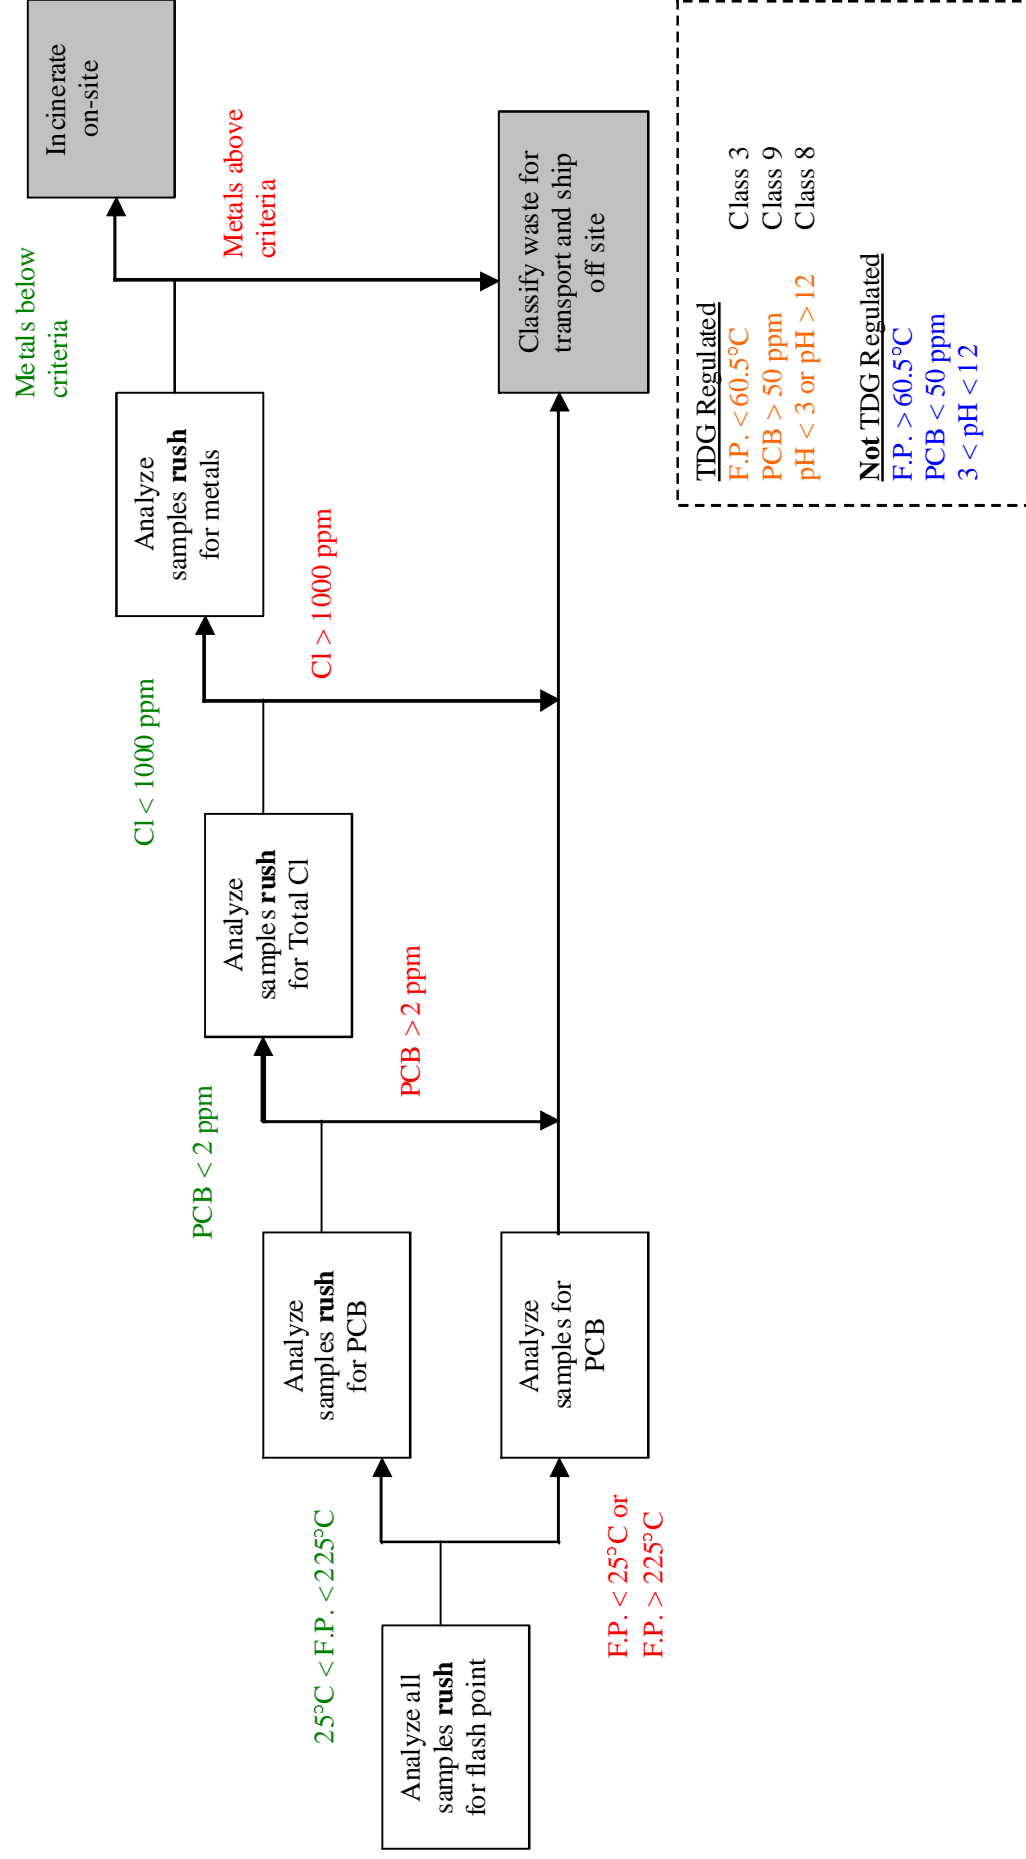 Analyze all
samples rush
for flash point
25°C < F.P. < 225°C
F.P. < 25°C or
F.P. > 225°C
Analyze
samples rush
for PCB
Analyze
samples for
PCB
PCB < 2 ppm
PCB > 2 ppm
Analyze
samples rush
for Total Cl
Cl < 1000 ppm
Cl > 1000 ppm
Analyze
samples rush
for metals
Metals below
criteria
Metals above
criteria
Incinerate
on-site
Classify waste for
transport and ship
off site
TDG Regulated
F.P. < 60.5°C Class 3
PCB > 50 ppm Class 9
pH < 3 or pH > 12 Class 8
Not TDG Regulated
F.P. > 60.5°C
PCB < 50 ppm
3 < pH < 12